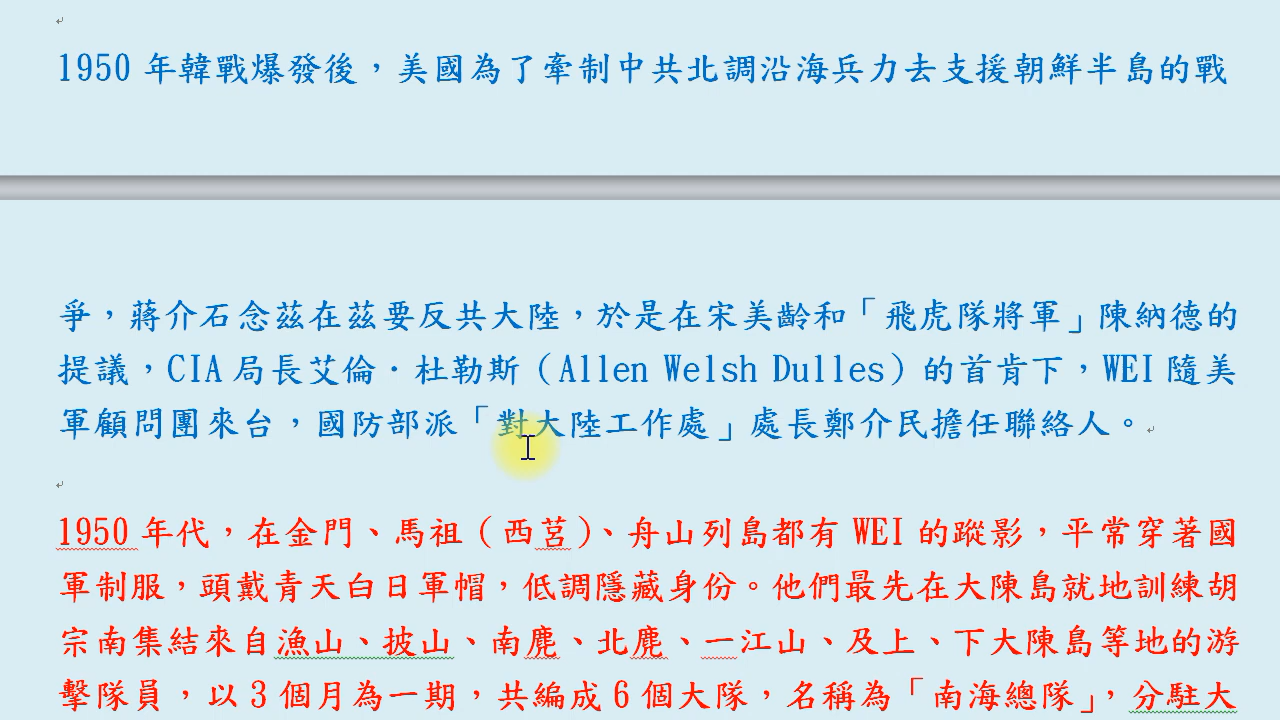 1950 年韓戰爆發後，美國為了牽制中共北調沿海兵力去支援朝鮮半島的戰
爭，蔣介石念茲在茲要反共大陸，於是在宋美齡和「飛虎隊將軍」陳納德的
提議，CIA 局長艾倫．杜勒斯（Allen Welsh Dulles）的首肯下，WEI 隨美
軍顧問團來台，國防部派「對大陸工作處」處長鄭介民擔任聯絡人。
1950 年代，在金門、馬祖（西莒)、舟山列島都有 WEI 的蹤影，平常穿著國
軍制服，頭戴青天白日軍帽，低調隱藏身份。他們最先在大陳島就地訓練胡
宗南集結來自漁山、披山、南麂、北麂、一江山、及上、下大陳島等地的游
擊隊員，以 3 個月為一期，共編成 6 個大隊，名稱為「南海總隊」，分駐大